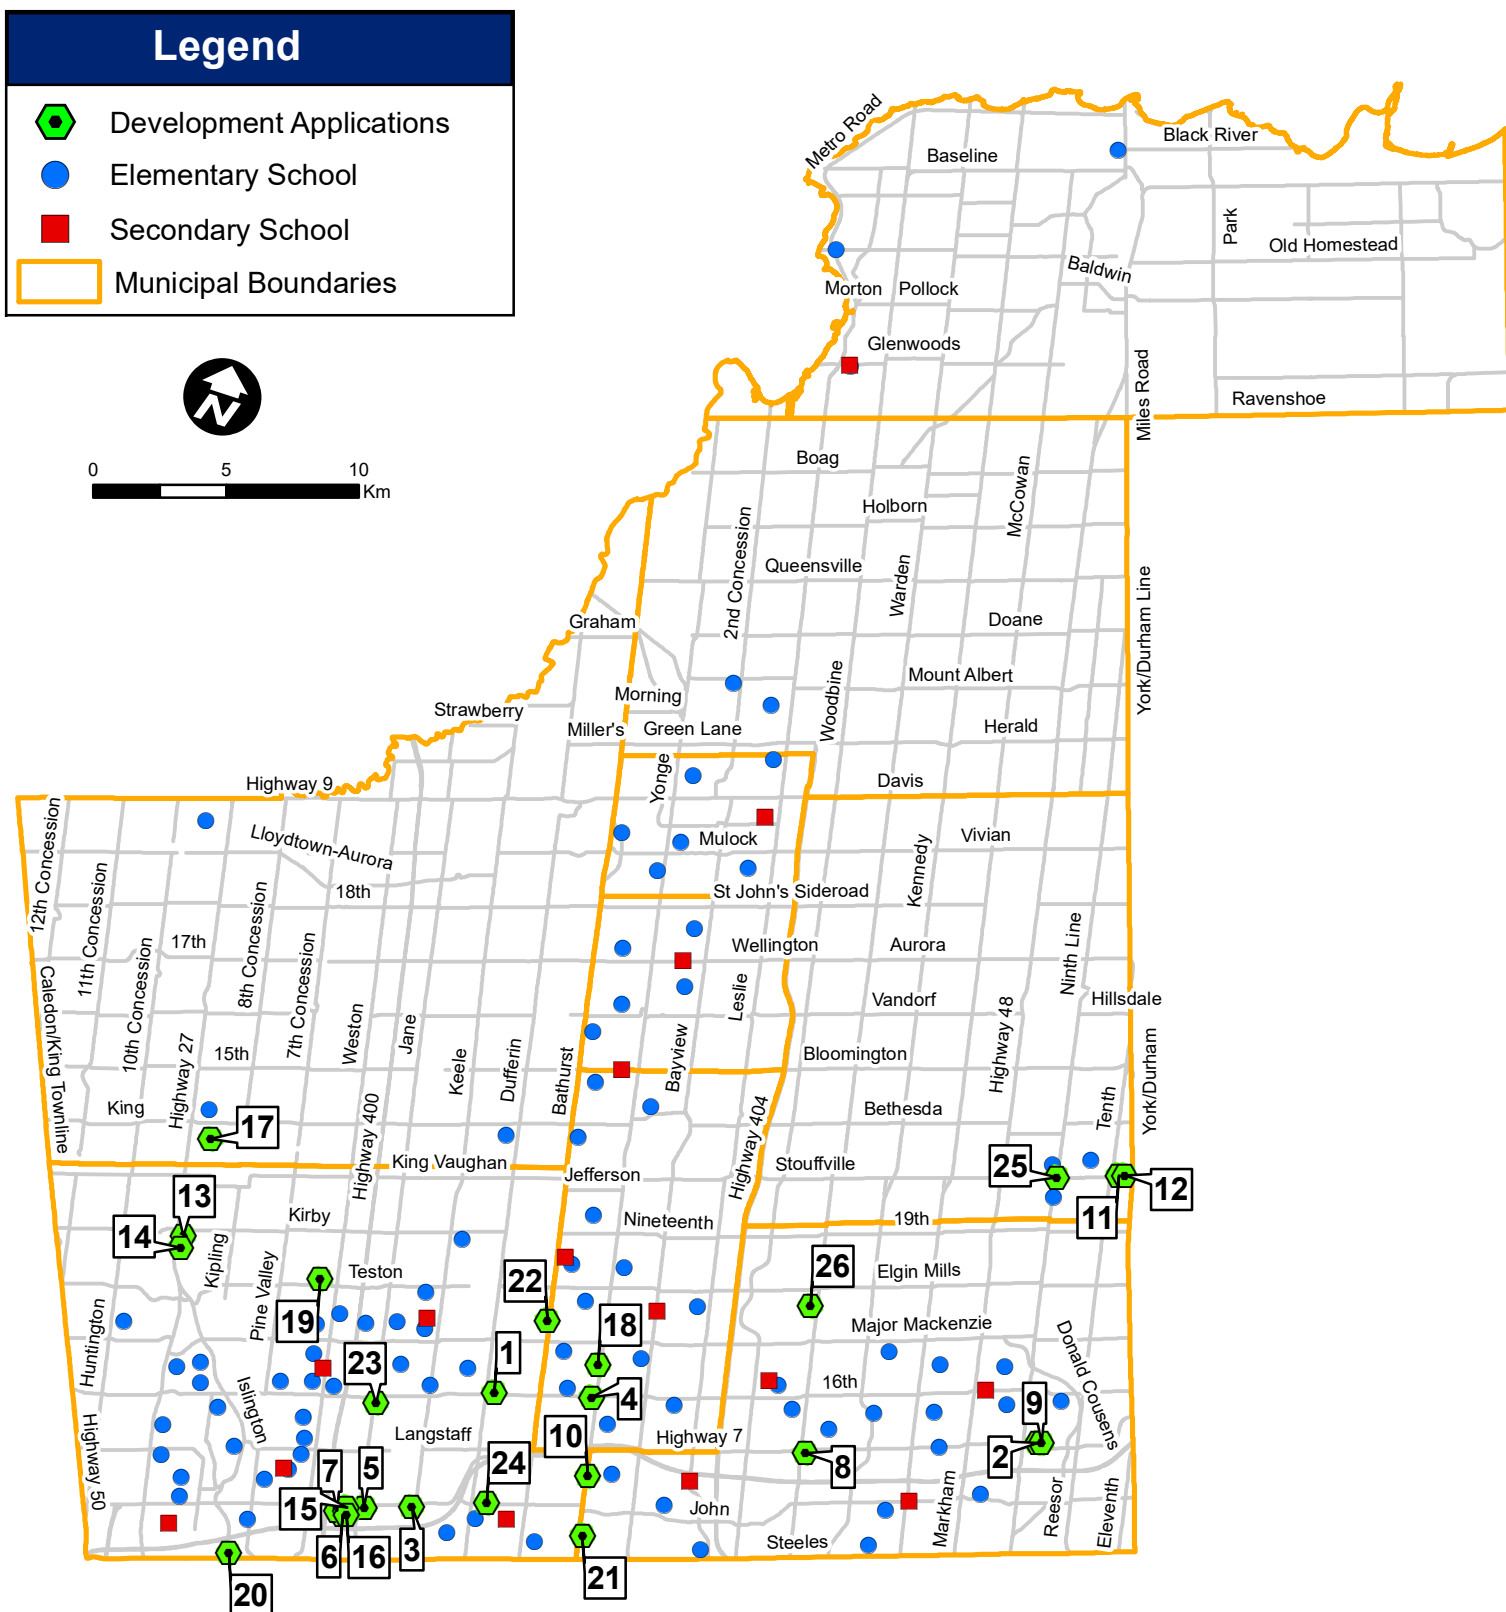 Legend
Development Applications
Elementary School
Secondary School
Municipal Boundaries
N
0 5 10
Km
Metro Road
Black River
Baseline
Park
Old Homestead
Baldwin
Morton Pollock
Glenwoods
Miles Road
Ravenshoe
Boag
McCowan
Holborn
2nd Concession
Queensville
Warden
York/Durham Line
Graham
Doane
Mount Albert
Woodbine
Morning
Strawberry
Miller's Green Lane
Herald
Yonge
Highway 9
Davis
12th Concession
Lloydtown-Aurora
Mulock
Vivian
Kennedy
18th
St John's Sideroad
11th Concession
8th Concession
17th
Wellington
Aurora
Ninth Line
10th Concession
7th Concession
Caledon/King Townline
Leslie
Vandorf
Hillsdale
Highway 48
Weston
Jane
Keele
Dufferin
Bathurst
Bayview
15th
Bloomington
York/Durham
Highway 27
King
Highway 400
Highway 404
Bethesda
Tenth
17
King Vaughan
Jefferson
Stouffville
25
12
11
13
14
Kirby
Nineteenth
19th
Kipling
Pine Valley
Teston
22
26
Elgin Mills
19
18
Major Mackenzie
Huntington
Donald Cousens
23
1
Islington
16th
4
9
Highway 50
Langstaff
10
Highway 7
2
8
7
5
24
15
John
Markham
Reesor
Eleventh
6
16
3
Steeles
20
21